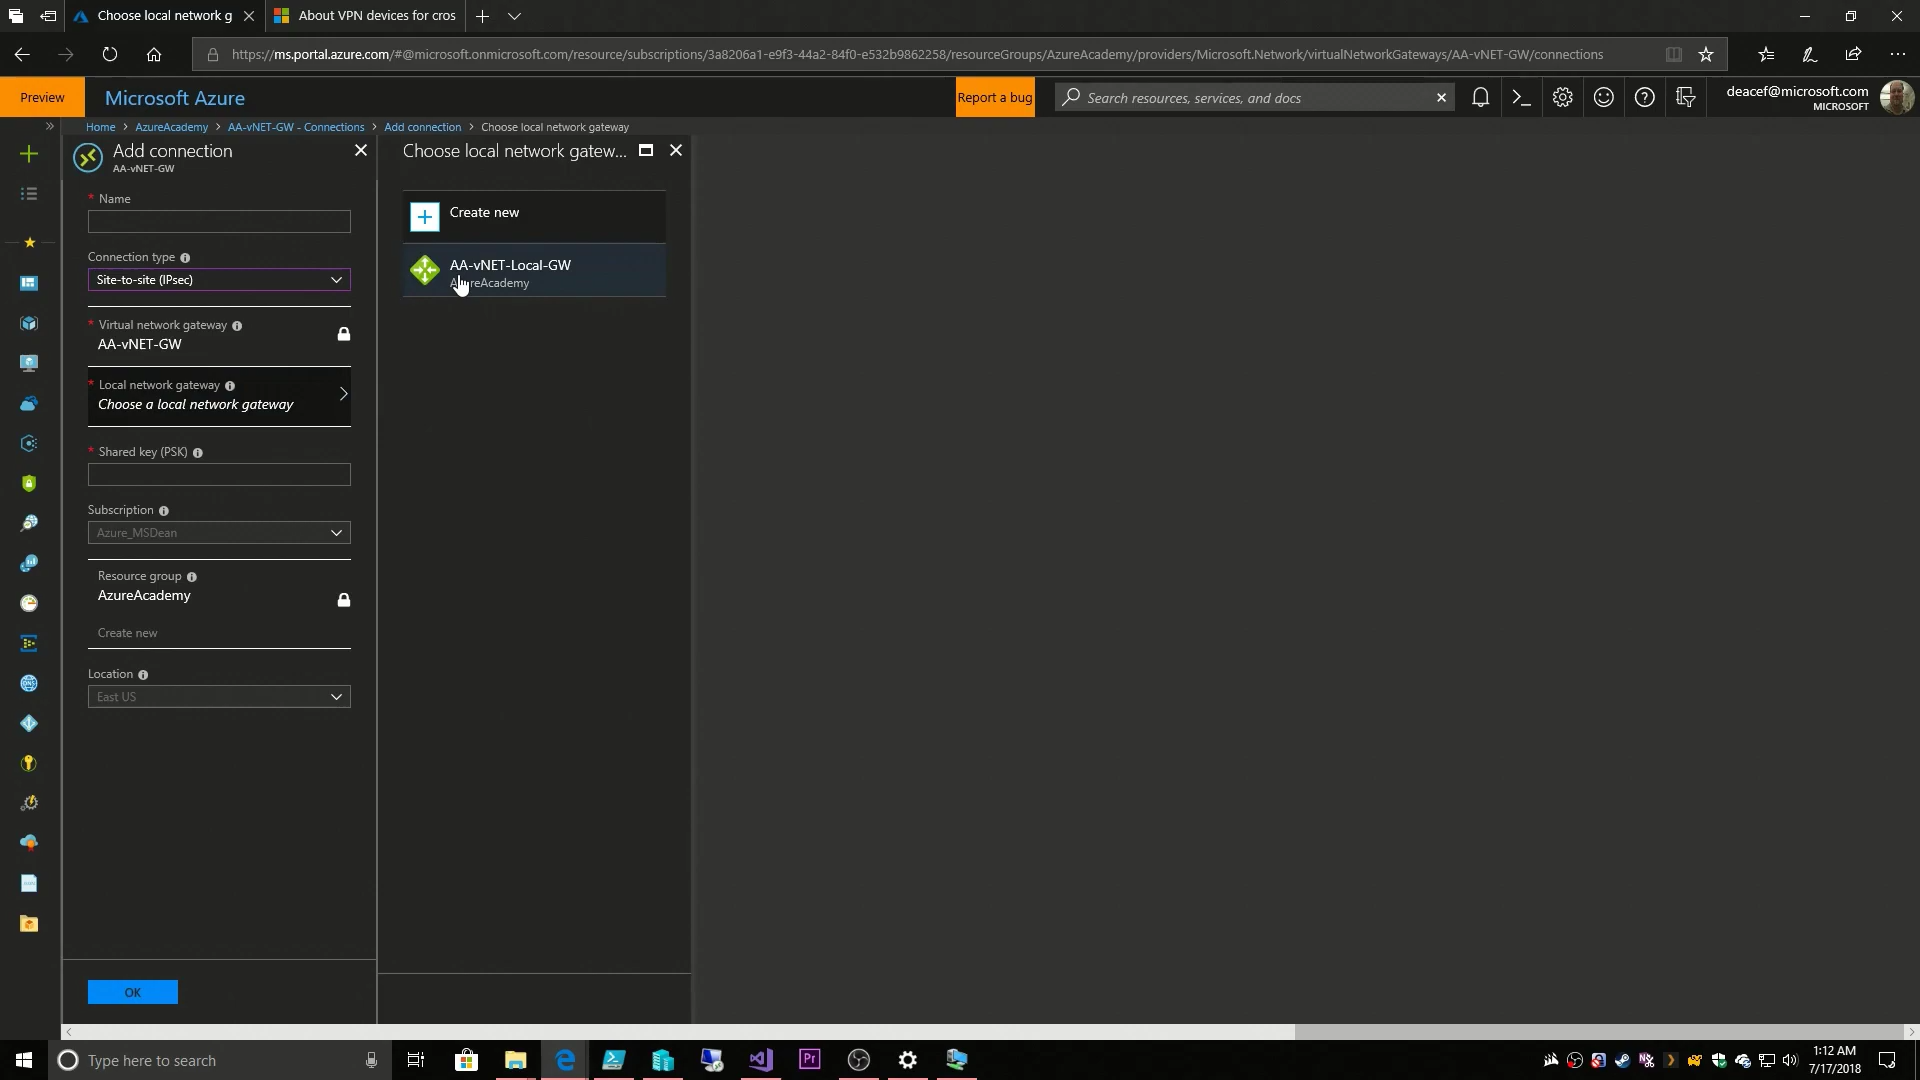 Choose local network g
About VPN devices for cros
https://ms.portal.azure.com/#@microsoft.onmicrosoft.com/resource/subscriptions/3a8206a1-e9f3-44a2-84f0-e532b9862258/resourceGroups/AzureAcademy/providers/Microsoft.Network/virtualNetworkGateways/AA-vNET-GW/connections
Preview
Microsoft Azure
Report a bug
Search resources, services, and docs
deacef@microsoft.com
MICROSOFT
Home > AzureAcademy > AA-vNET-GW - Connections > Add connection > Choose local network gateway
Add connection
AA-vNET-GW
* Name
Connection type
Site-to-site (IPsec)
* Virtual network gateway
AA-vNET-GW
* Local network gateway
Choose a local network gateway
* Shared key (PSK)
Subscription
Azure_MSDean
Resource group
AzureAcademy
Create new
Location
East US
OK
Choose local network gatew...
Create new
AA-vNET-Local-GW
AzureAcademy
Type here to search
Pr
1:12 AM
7/17/2018